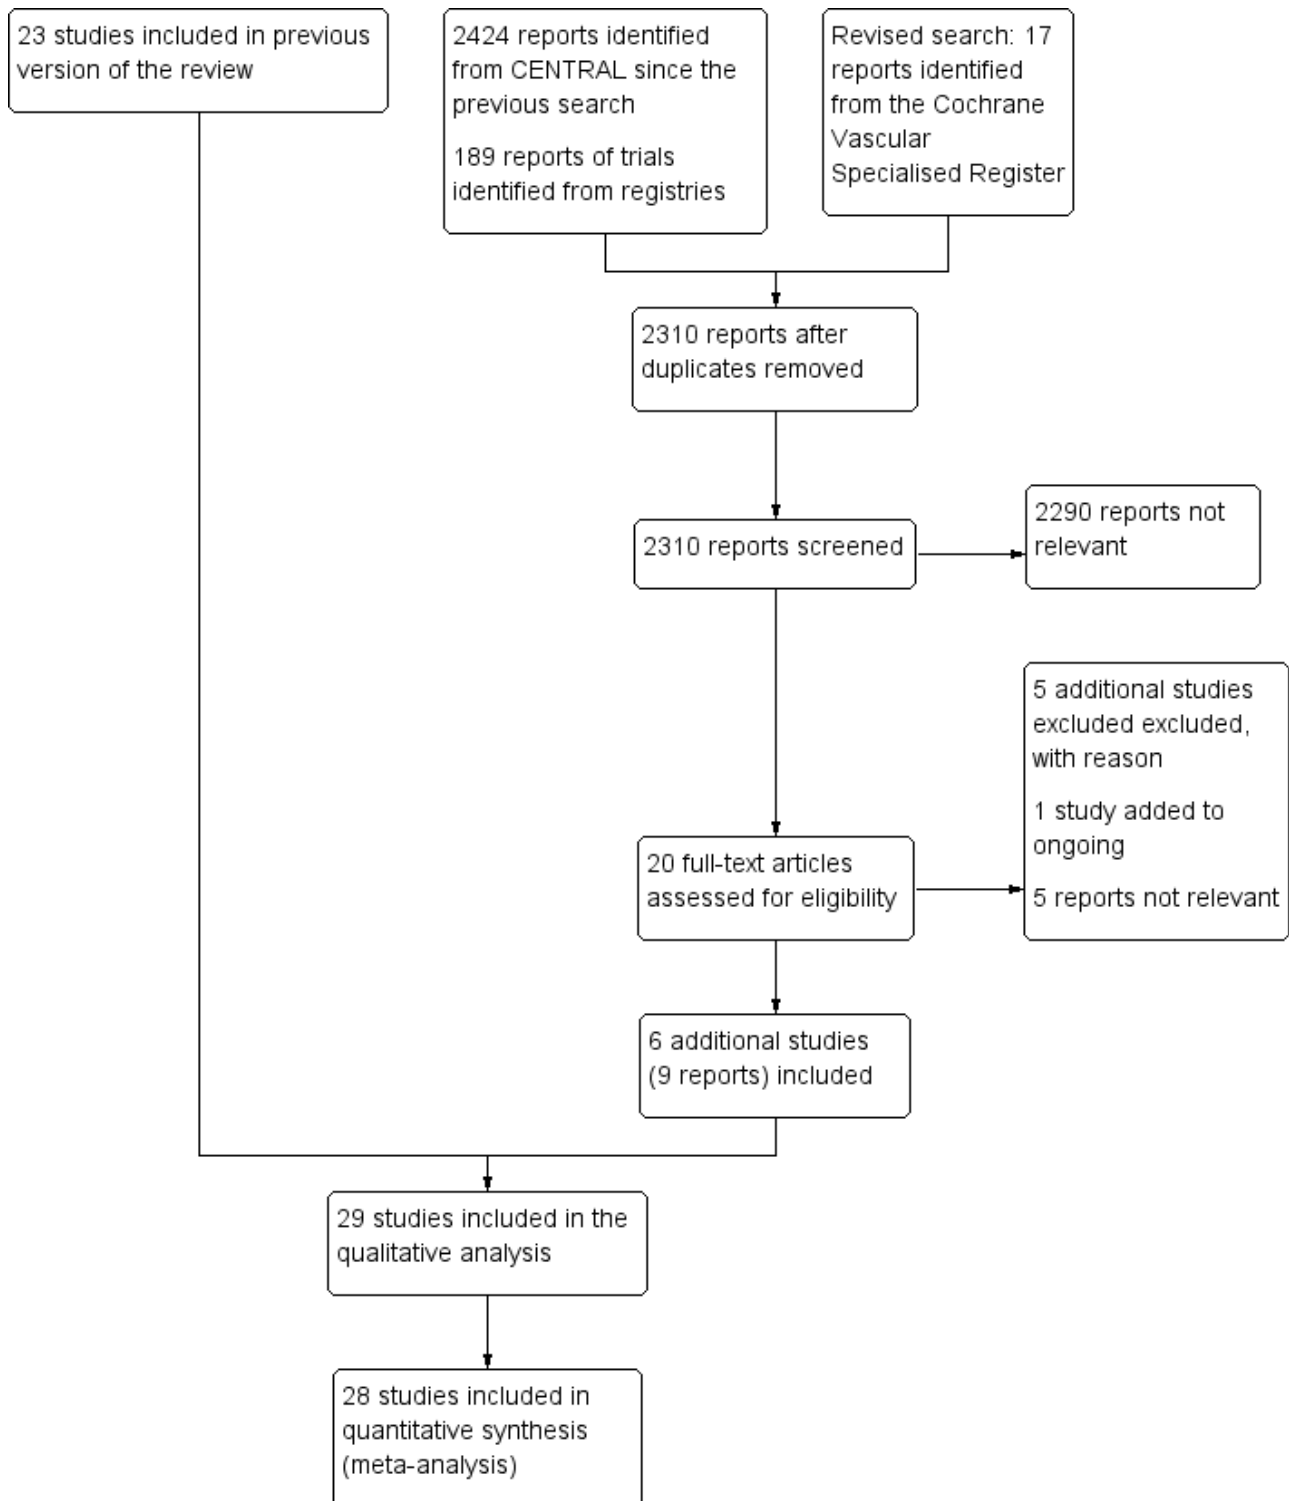 23 studies included in previous
version of the review
2424 reports identified
from CENTRAL since the
previous search
189 reports of trials
identified from registries
Revised search: 17
reports identified
from the Cochrane
Vascular
Specialised Register
2310 reports after
duplicates removed
2310 reports screened
2290 reports not
relevant
20 full-text articles
assessed for eligibility
5 additional studies
excluded excluded,
with reason
1 study added to
ongoing
5 reports not relevant
6 additional studies
(9 reports) included
29 studies included in the
qualitative analysis
28 studies included in
quantitative synthesis
(meta-analysis)